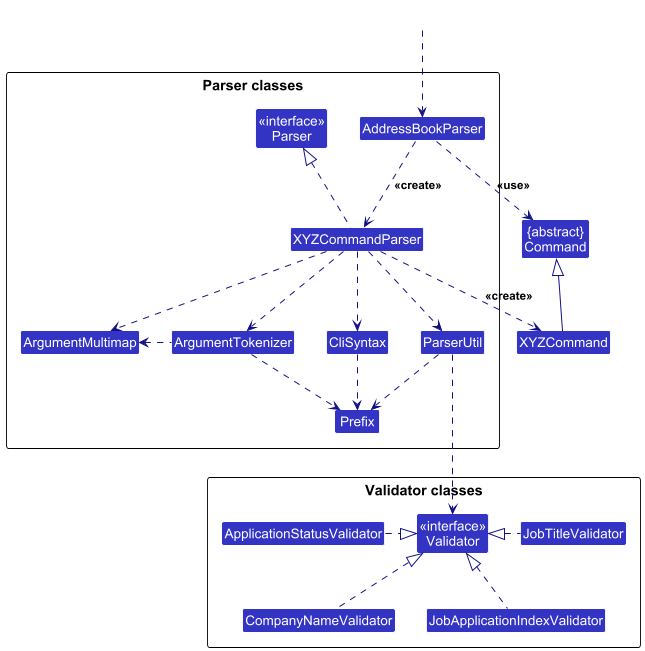 Parser classes
«interface»
Parser
AddressBookParser
«create»
«use»
{abstract}
Command
XYZCommandParser
«create»
ArgumentMultimap
ArgumentTokenizer
CliSyntax
ParserUtil
XYZCommand
Prefix
Validator classes
ApplicationStatusValidator
«interface»
Validator
JobTitleValidator
CompanyNameValidator
JobApplicationIndexValidator